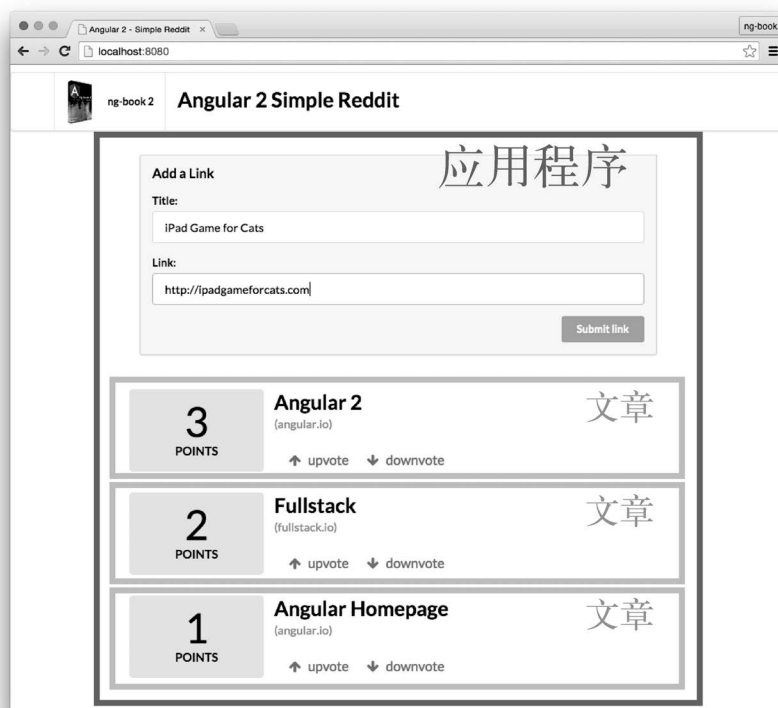 Angular 2 - Simple Reddit
ng-book
localhost:8080
ng-book 2
Angular 2 Simple Reddit
应用程序
Add a Link
Title:
iPad Game for Cats
Link:
http://ipadgameforcats.com
Submit link
3
POINTS
Angular 2
(angular.io)
upvote downvote
文章
2
POINTS
Fullstack
(fullstack.io)
upvote downvote
文章
1
POINTS
Angular Homepage
(angular.io)
upvote downvote
文章